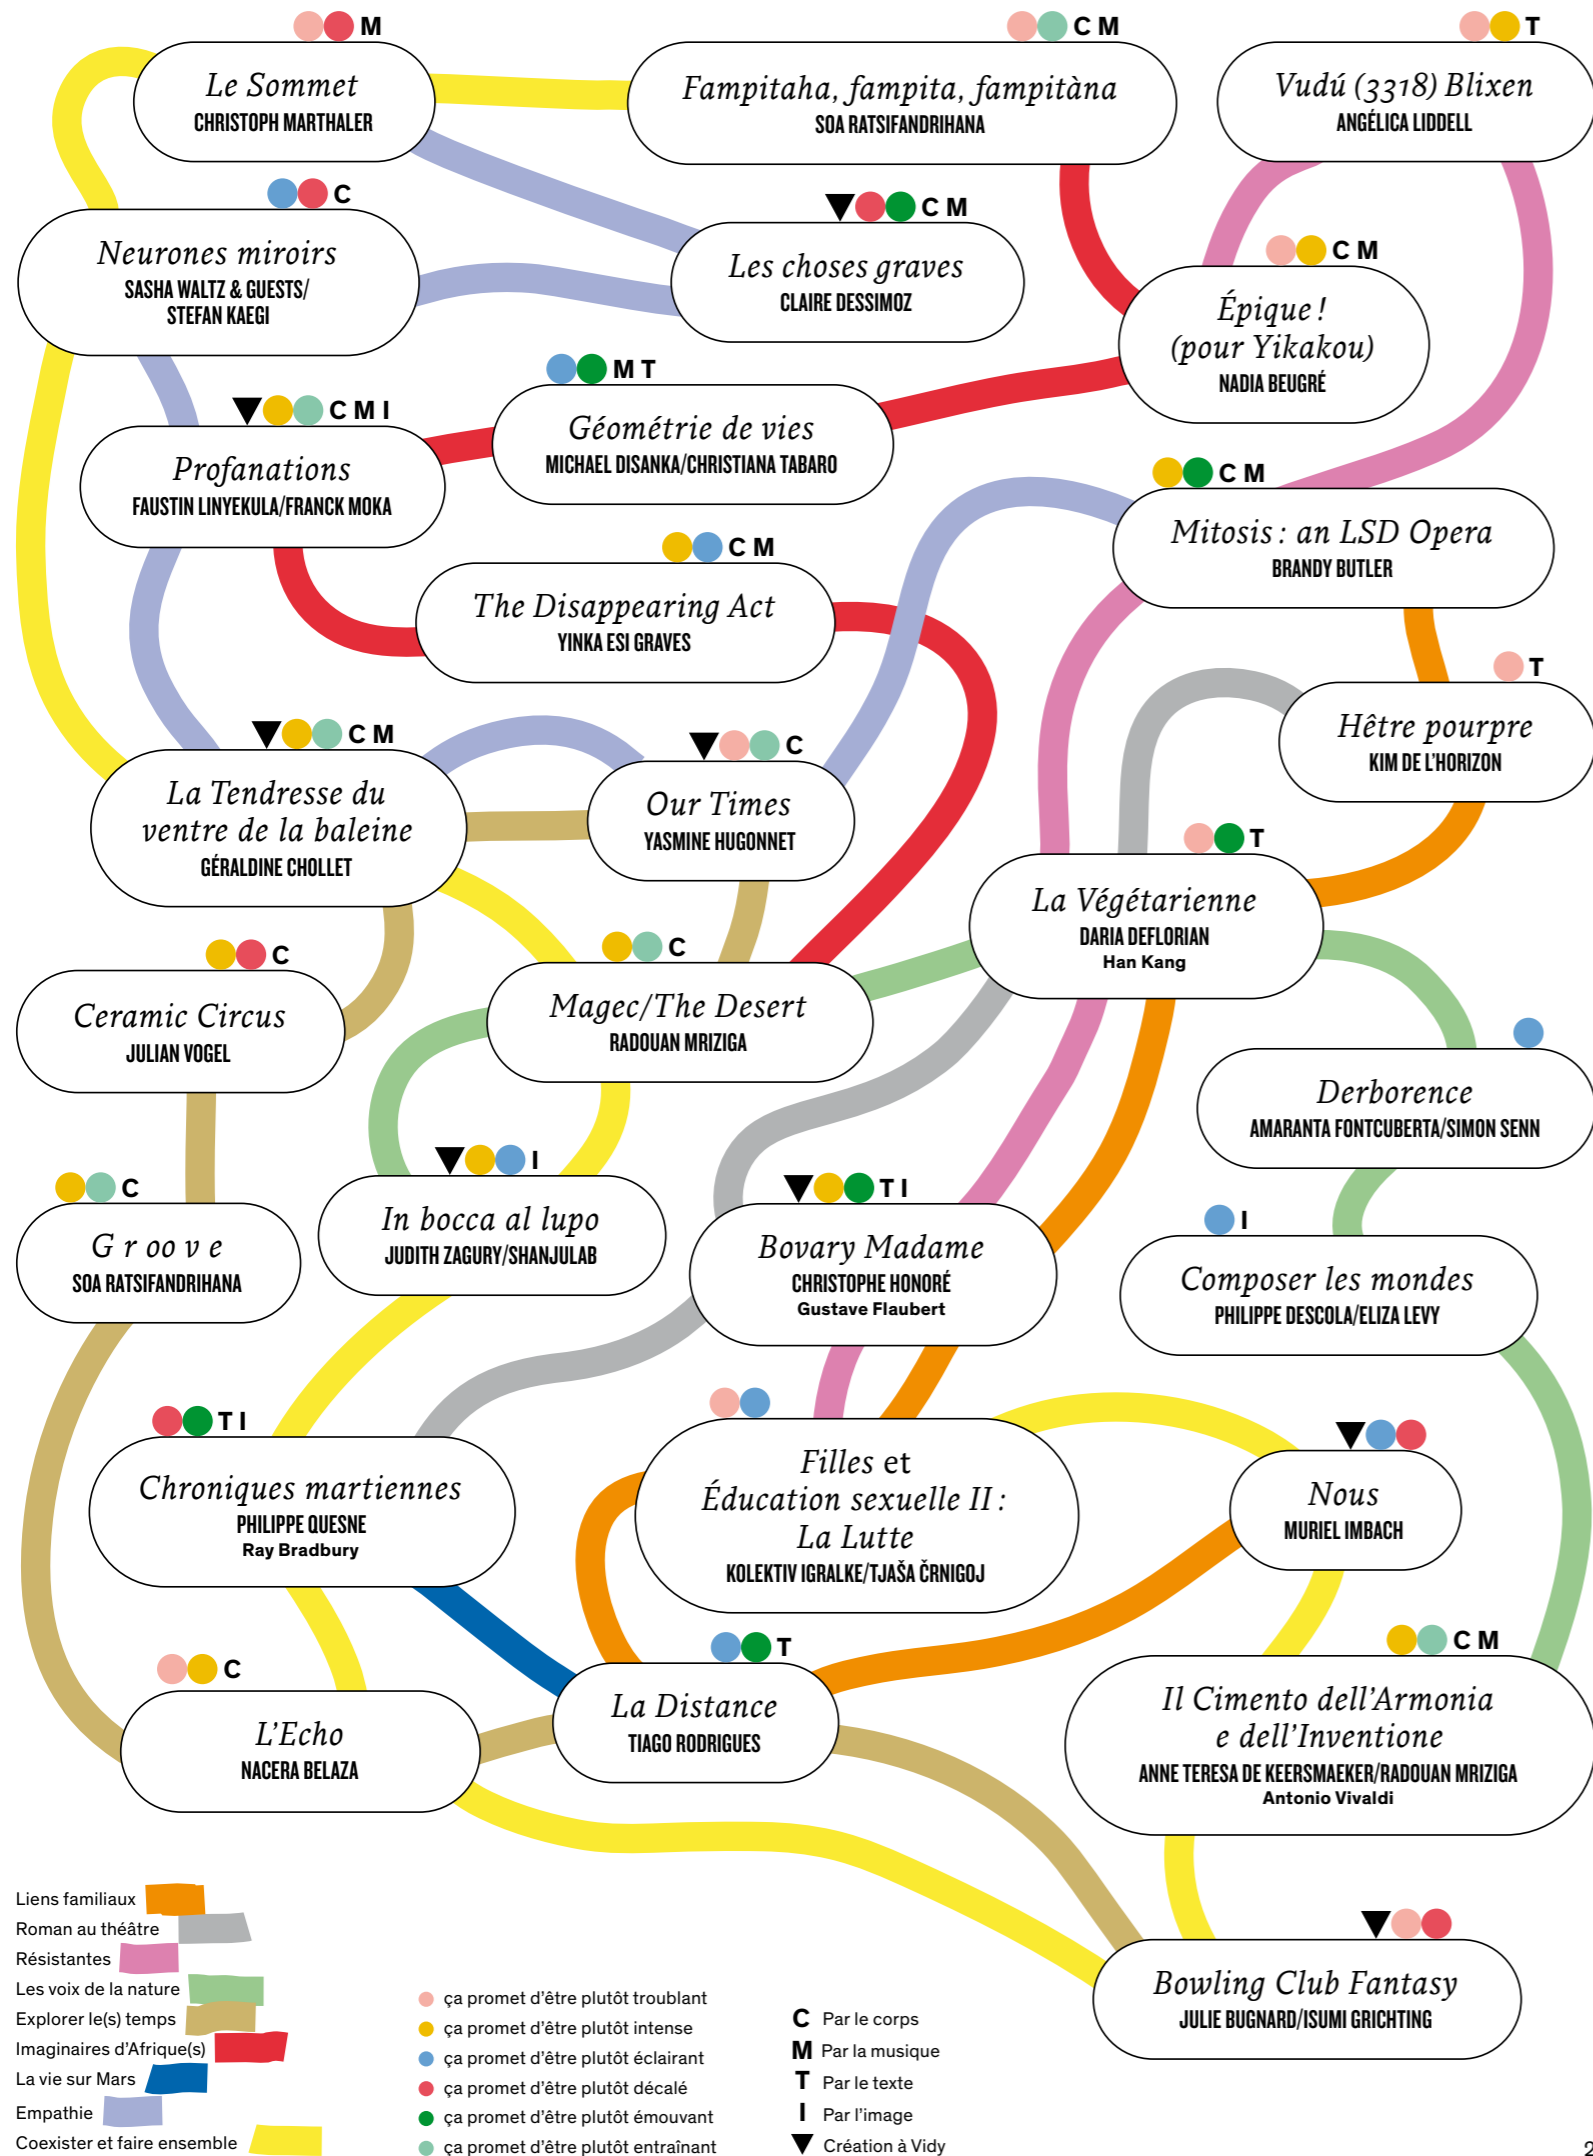 M
Le Sommet
CHRISTOPH MARTHALER
C M
Fampitaha, fampita, fampitàna
SOA RATSIFANDRIHANA
T
Vudú (3318) Blixen
ANGÉLICA LIDDELL
C
Neurones miroirs
SASHA WALTZ & GUESTS/
STEFAN KAEGI
C M
Les choses graves
CLAIRE DESSIMOZ
C M
Épique !
(pour Yikakou)
NADIA BEUGRÉ
M T
Géométrie de vies
MICHAEL DISANKA/CHRISTIANA TABARO
C M I
Profanations
FAUSTIN LINYEKULA/FRANCK MOKA
C M
Mitosis : an LSD Opera
BRANDY BUTLER
C M
The Disappearing Act
YINKA ESI GRAVES
T
Hêtre pourpre
KIM DE L'HORIZON
C M
La Tendresse du
ventre de la baleine
GÉRALDINE CHOLLET
C
Our Times
YASMINE HUGONNET
T
La Végétarienne
DARIA DEFLORIAN
Han Kang
C
Ceramic Circus
JULIAN VOGEL
C
Magec/The Desert
RADOUAN MRIZIGA
Derborence
AMARANTA FONTCUBERTA/SIMON SENN
C
G r oo v e
SOA RATSIFANDRIHANA
I
In bocca al lupo
JUDITH ZAGURY/SHANJULAB
T I
Bovary Madame
CHRISTOPHE HONORÉ
Gustave Flaubert
I
Composer les mondes
PHILIPPE DESCOLA/ELIZA LEVY
T I
Chroniques martiennes
PHILIPPE QUESNE
Ray Bradbury
Filles et
Éducation sexuelle II :
La Lutte
KOLEKTIV IGRALKE/TJAŠA ČRNIGOJ
Nous
MURIEL IMBACH
C
L'Echo
NACERA BELAZA
T
La Distance
TIAGO RODRIGUES
C M
Il Cimento dell'Armonia
e dell'Inventione
ANNE TERESA DE KEERSMAEKER/RADOUAN MRIZIGA
Antonio Vivaldi
Bowling Club Fantasy
JULIE BUGNARD/ISUMI GRICHTING
Liens familiaux
Roman au théâtre
Résistantes
Les voix de la nature
Explorer le(s) temps
Imaginaires d'Afrique(s)
La vie sur Mars
Empathie
Coexister et faire ensemble
ça promet d'être plutôt troublant
ça promet d'être plutôt intense
ça promet d'être plutôt éclairant
ça promet d'être plutôt décalé
ça promet d'être plutôt émouvant
ça promet d'être plutôt entraînant
C Par le corps
M Par la musique
T Par le texte
I Par l'image
Création à Vidy